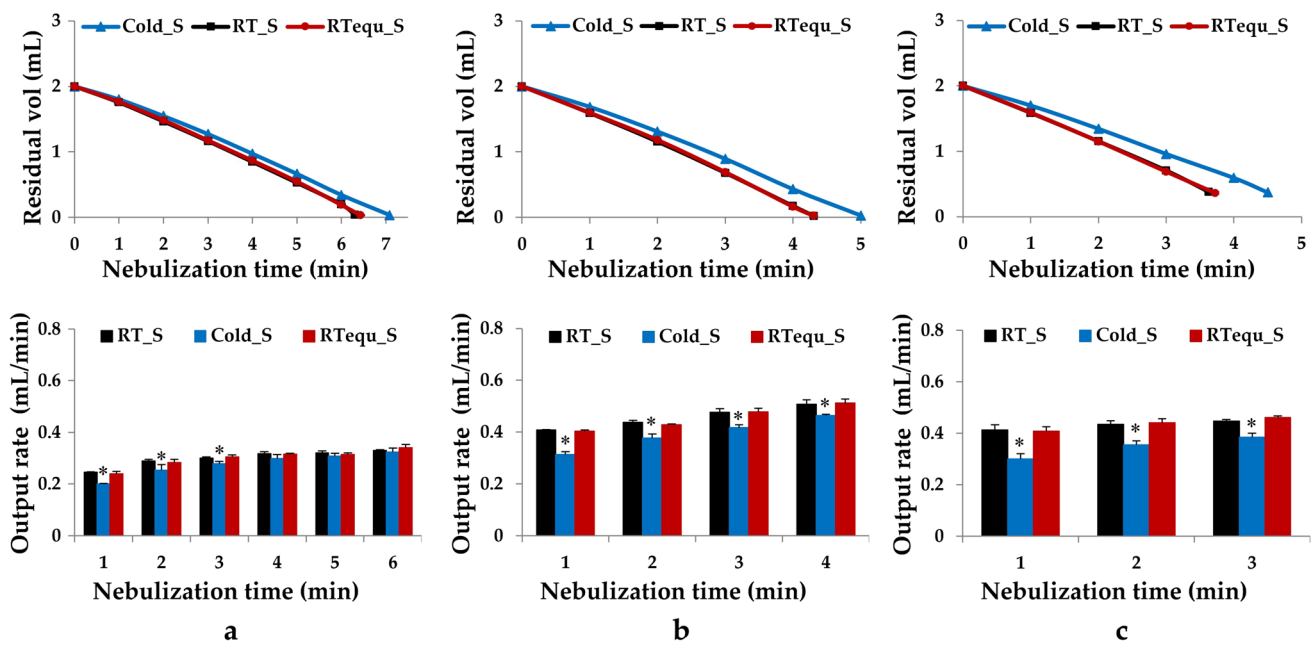 Residual vol (mL)
3
2
1
0
Cold_S RT_S RTequ_S
0 1 2 3 4 5 6 7
Nebulization time (min)
Residual vol (mL)
3
2
1
0
Cold_S RT_S RTequ_S
0 1 2 3 4 5
Nebulization time (min)
Residual vol (mL)
3
2
1
0
Cold_S RT_S RTequ_S
0 1 2 3 4 5
Nebulization time (min)
Output rate (mL/min)
0.8
0.6
0.4
0.2
0
RT_S Cold_S RTequ_S
* * *
1 2 3 4 5 6
Nebulization time (min)
a
Output rate (mL/min)
0.8
0.6
0.4
0.2
0
RT_S Cold_S RTequ_S
* * * *
1 2 3 4
Nebulization time (min)
b
Output rate (mL/min)
0.8
0.6
0.4
0.2
0
RT_S Cold_S RTequ_S
* * *
1 2 3
Nebulization time (min)
c